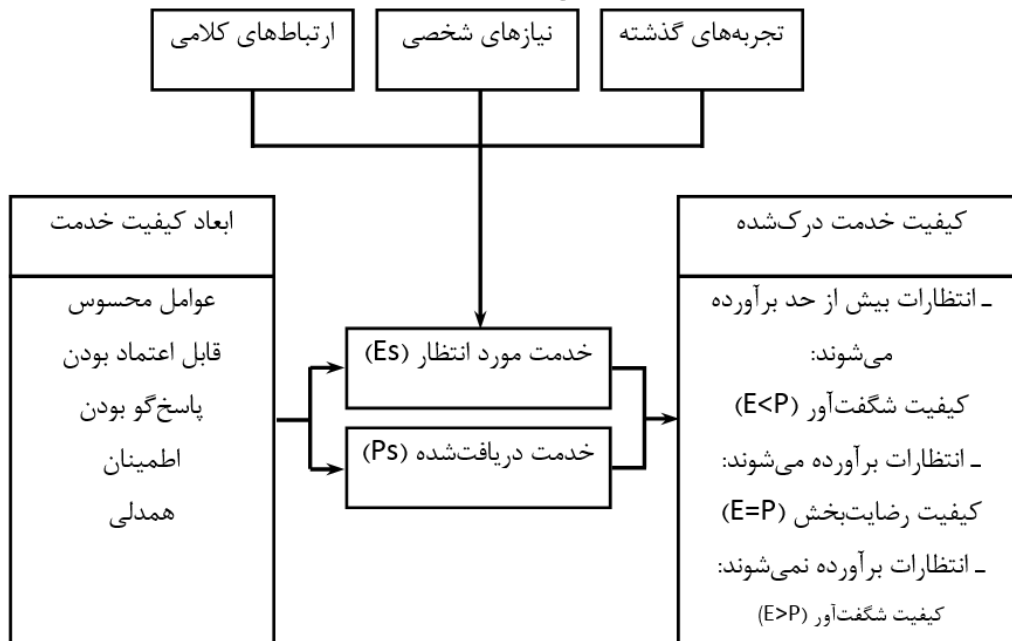 تجربه‌های گذشته
نیازهای شخصی
ارتباط‌های کلامی
کیفیت خدمت درک‌شده
ـ انتظارات بیش از حد برآورده
می‌شوند:
کیفیت شگفت‌آور (E<P)
ـ انتظارات برآورده می‌شوند:
کیفیت رضایت‌بخش (E=P)
ـ انتظارات برآورده نمی‌شوند:
کیفیت شگفت‌آور (E>P)
خدمت مورد انتظار (Es)
خدمت دریافت‌شده (Ps)
ابعاد کیفیت خدمت
عوامل محسوس
قابل اعتماد بودن
پاسخ‌گو بودن
اطمینان
همدلی